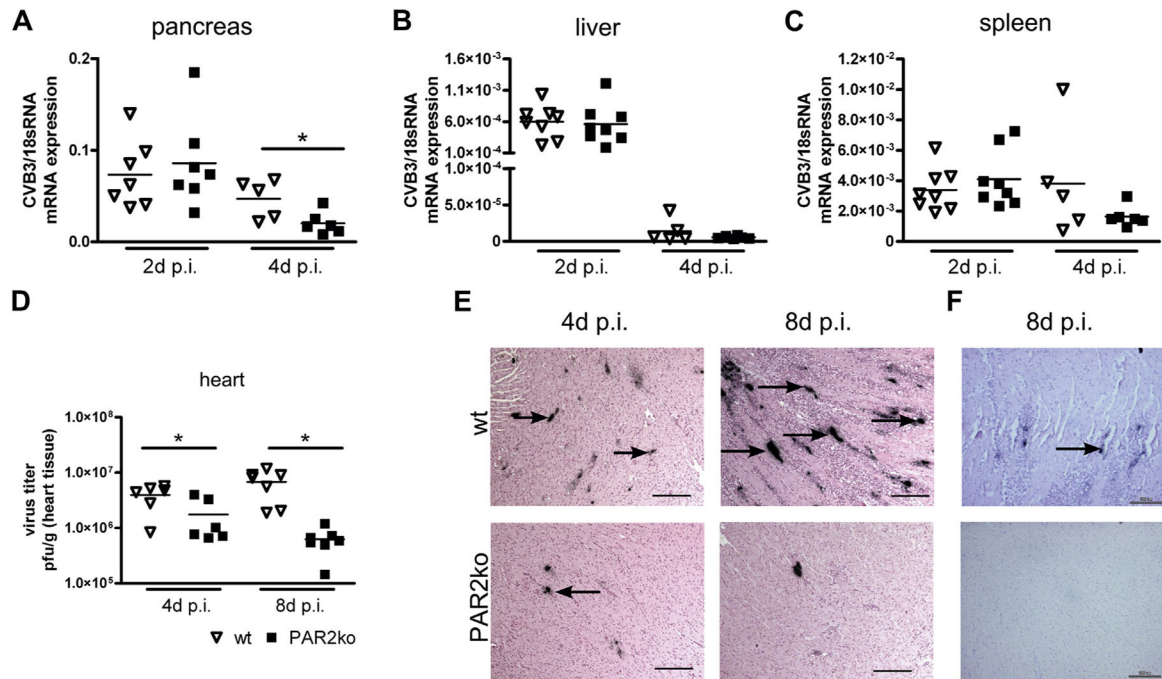 A
pancreas
CVB3/18sRNA
mRNA expression
0.2
0.1
0.0
*
2d p.i.
4d p.i.
B
liver
CVB3/18sRNA
mRNA expression
1.6×10⁻³
1.1×10⁻³
6.0×10⁻⁴
1.0×10⁻⁴
1.0×10⁻⁴
5.0×10⁻⁵
0
2d p.i.
4d p.i.
C
spleen
CVB3/18sRNA
mRNA expression
1.2×10⁻²
1.0×10⁻²
8.0×10⁻³
6.0×10⁻³
4.0×10⁻³
2.0×10⁻³
0
2d p.i.
4d p.i.
D
heart
virus titer
pfu/g (heart tissue)
1.0×10⁸
1.0×10⁷
1.0×10⁶
1.0×10⁵
*
*
4d p.i.
8d p.i.
wt
PAR2ko
E
4d p.i.
8d p.i.
wt
PAR2ko
F
8d p.i.